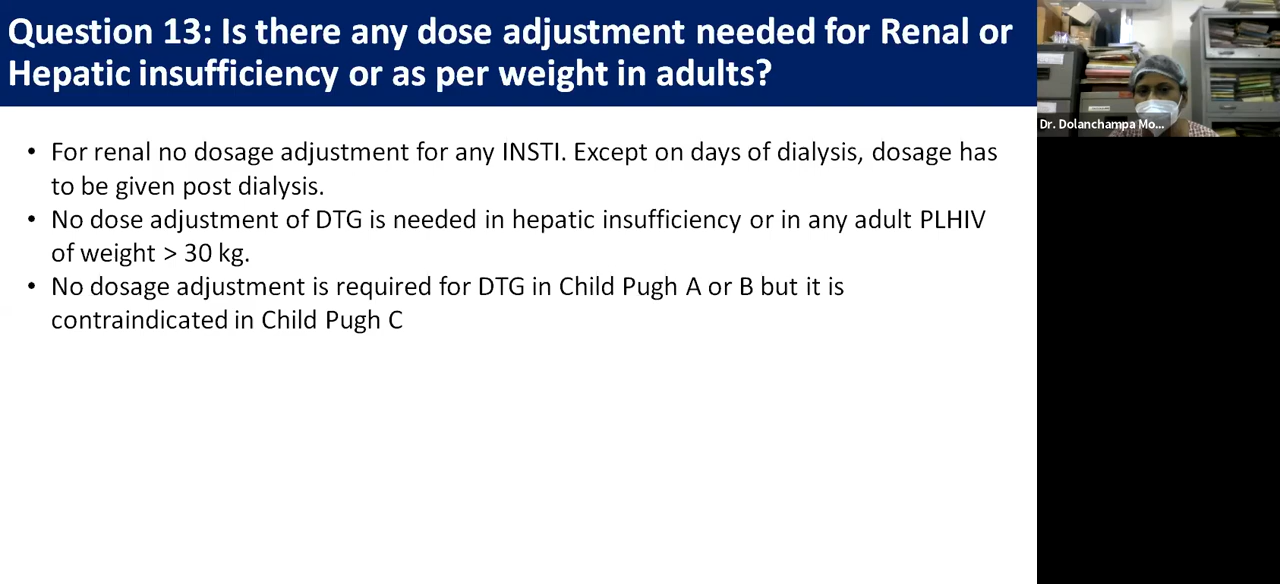 Question 13: Is there any dose adjustment needed for Renal or
Hepatic insufficiency or as per weight in adults?
• For renal no dosage adjustment for any INSTI. Except on days of dialysis, dosage has
to be given post dialysis.
• No dose adjustment of DTG is needed in hepatic insufficiency or in any adult PLHIV
of weight > 30 kg.
• No dosage adjustment is required for DTG in Child Pugh A or B but it is
contraindicated in Child Pugh C
Dr. Dolanchampa Mo...